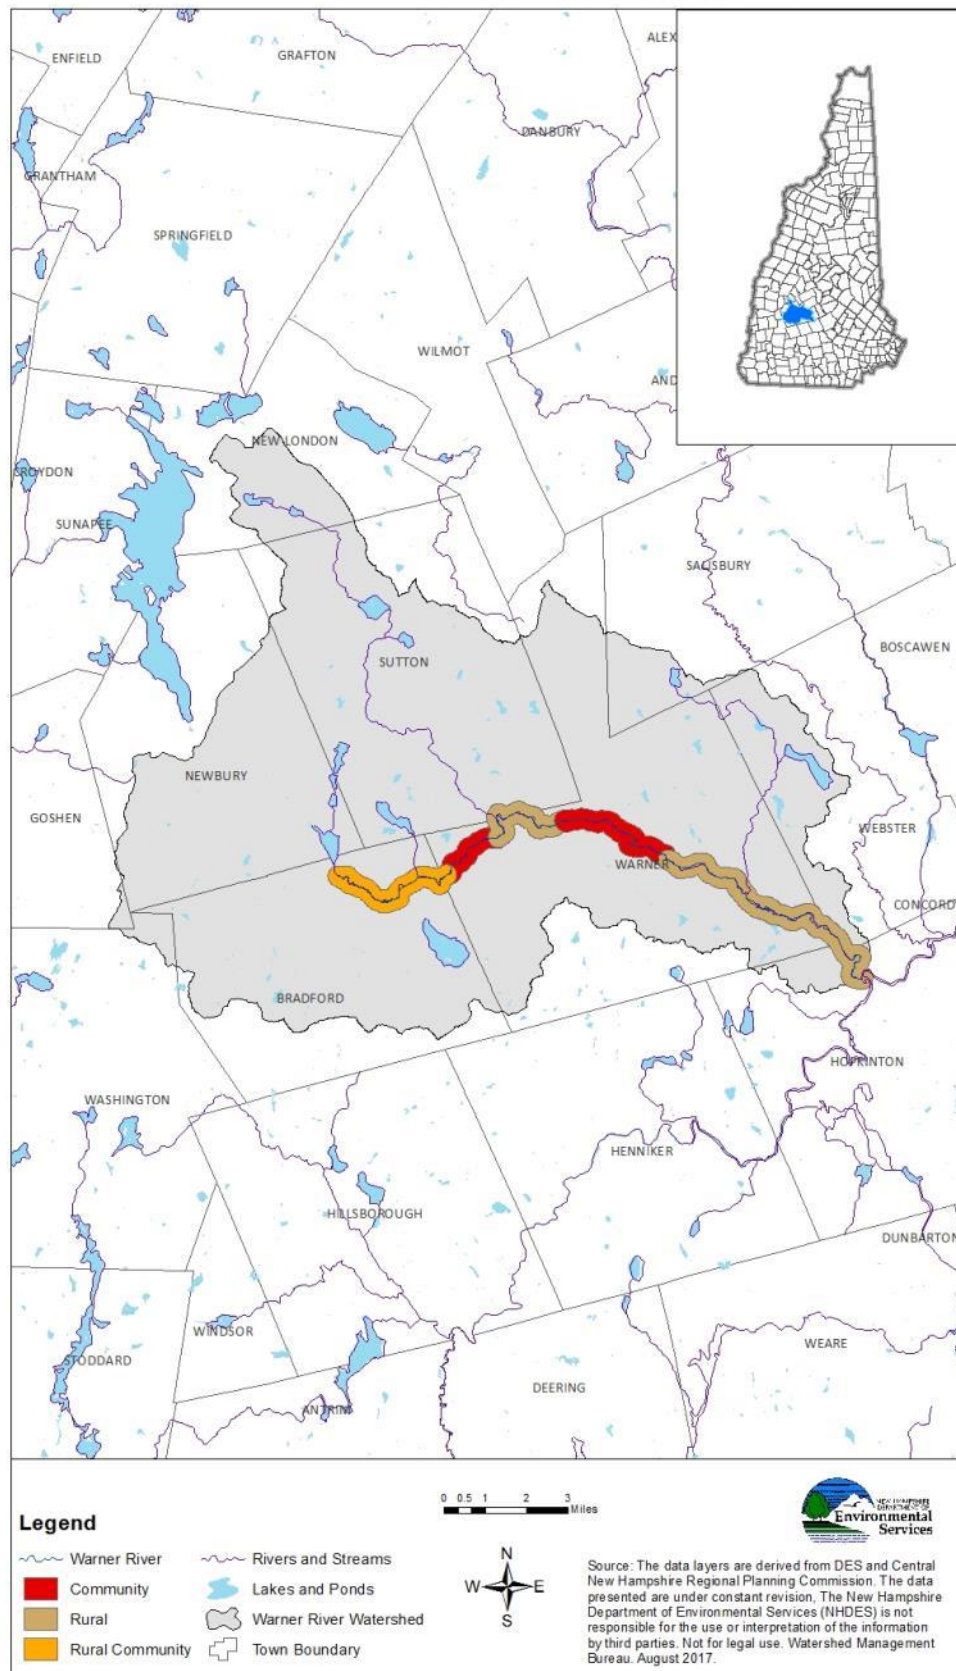 ENFIELD
GRAFTON
ALEX
DANBURY
GRANTHAM
SPRINGFIELD
WILMOT
AND
NEW LONDON
CROYDON
SUNAPEE
SALISBURY
BOSCAWEN
SUTTON
NEWBURY
GOSHEN
WEBSTER
WARNER
CONCORD
BRADFORD
HOPKINTON
WASHINGTON
HENNIKER
HILLSBOROUGH
DUNBARTON
WINDSOR
WEARE
STODDARD
DEERING
ANTRIM
0 0.5 1 2 3
Miles
NEW HAMPSHIRE
DEPARTMENT OF
Environmental
Services
Legend
Warner River
Community
Rural
Rural Community
Rivers and Streams
Lakes and Ponds
Warner River Watershed
Town Boundary
N
W E
S
Source: The data layers are derived from DES and Central
New Hampshire Regional Planning Commission. The data
presented are under constant revision, The New Hampshire
Department of Environmental Services (NHDES) is not
responsible for the use or interpretation of the information
by third parties. Not for legal use. Watershed Management
Bureau. August 2017.